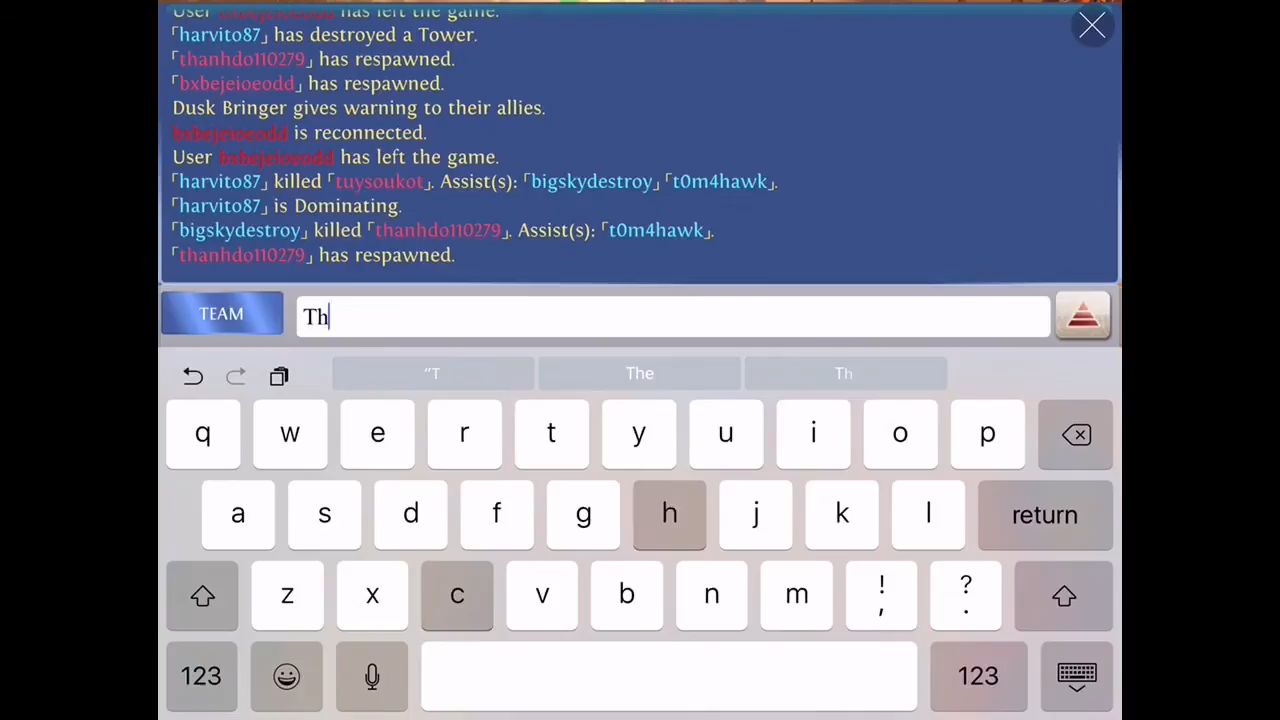 User bxbejeioeodd has left the game.
「harvito87」 has destroyed a Tower.
「thanhdo110279」 has respawned.
「bxbejeioeodd」 has respawned.
Dusk Bringer gives warning to their allies.
bxbejeioeodd is reconnected.
User bxbejeioeodd has left the game.
「harvito87」 killed 「tuysoukot」. Assist(s): 「bigskydestroy」 「t0m4hawk」.
「harvito87」 is Dominating.
「bigskydestroy」 killed 「thanhdo110279」. Assist(s): 「t0m4hawk」.
「thanhdo110279」 has respawned.
TEAM Th
“T The Th
q w e r t y u i o p
a s d f g h j k l return
z x c v b n m ! , ? .
123 123